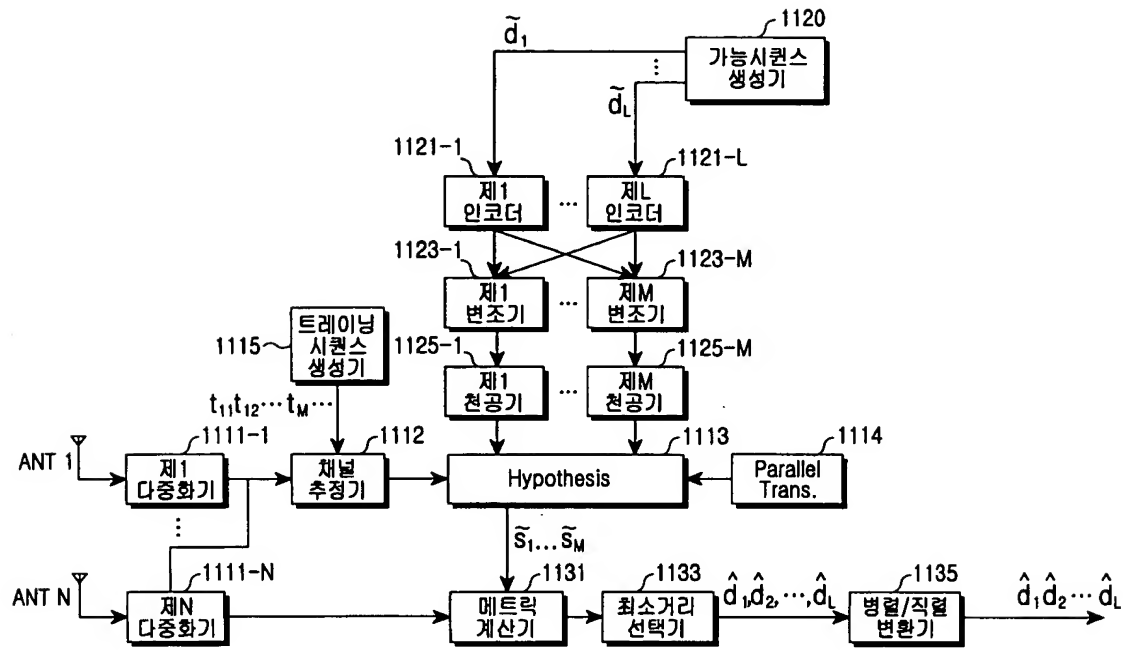 1120
가능시퀀스
생성기
d̃₁
⋮
d̃L
1121-1
1121-L
제1
인코더
...
제L
인코더
1123-1
1123-M
제1
변조기
...
제M
변조기
트레이닝
시퀀스
생성기
1115
1125-1
1125-M
제1
천공기
...
제M
천공기
t₁₁t₁₂⋯tM⋯
1111-1
1112
1113
1114
ANT 1
제1
다중화기
채널
추정기
Hypothesis
Parallel
Trans.
⋮
s̃₁...s̃M
1111-N
1131
1133
1135
ANT N
제N
다중화기
메트릭
계산기
최소거리
선택기
d̂₁,d̂₂,⋯,d̂L
병렬/직렬
변환기
d̂₁d̂₂⋯d̂L